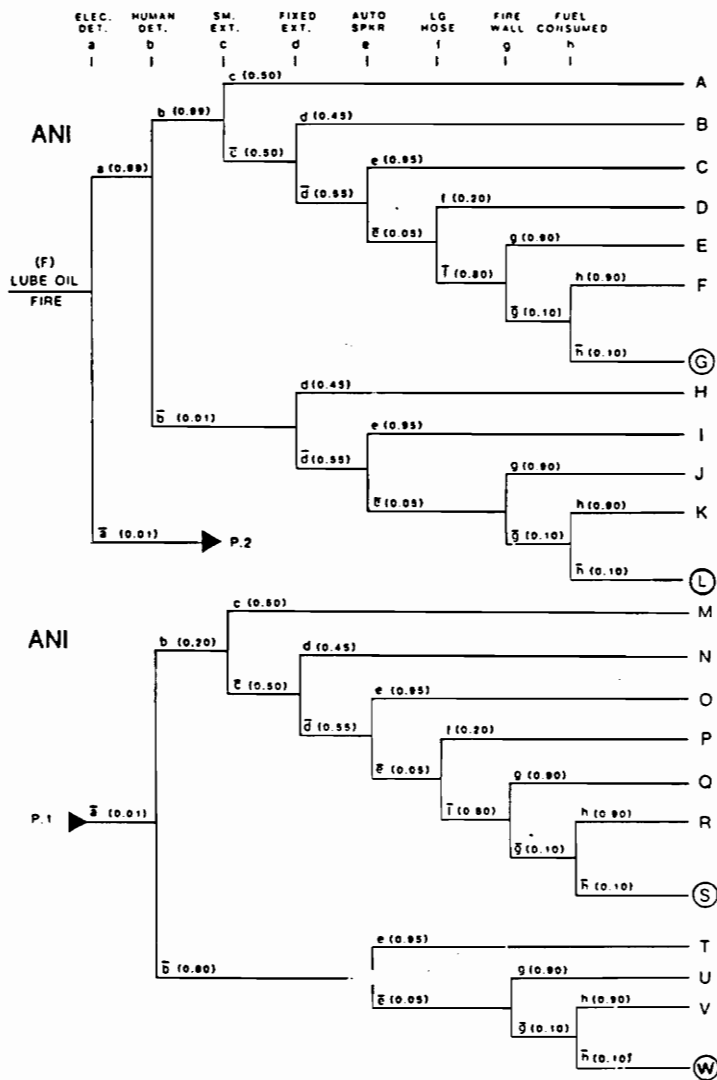 ELEC. DET. a HUMAN DET. b SM. EXT. c FIXED EXT. d AUTO SPKR e LG HOSE f FIRE WALL g FUEL CONSUMED h
c (0.50) A
b (0.99)
ANI
d (0.45) B
c̅ (0.50)
e (0.95) C
a (0.99)
d̅ (0.55)
f (0.20) D
e̅ (0.05)
g (0.90) E
(F)
LUBE OIL
FIRE
f̅ (0.80)
h (0.90) F
g̅ (0.10)
h̅ (0.10) G
d (0.45) H
b̅ (0.01)
e (0.95) I
d̅ (0.55)
g (0.90) J
e̅ (0.05)
h (0.90) K
a̅ (0.01) P.2
g̅ (0.10)
h̅ (0.10) L
c (0.50) M
ANI
b (0.20)
d (0.45) N
c̅ (0.50)
e (0.95) O
d̅ (0.55)
f (0.20) P
e̅ (0.05)
g (0.90) Q
P.1 a̅ (0.01)
f̅ (0.80)
h (0.90) R
g̅ (0.10)
h̅ (0.10) S
e (0.95) T
b̅ (0.80)
g (0.90) U
e̅ (0.05)
h (0.90) V
g̅ (0.10)
h̅ (0.10) W